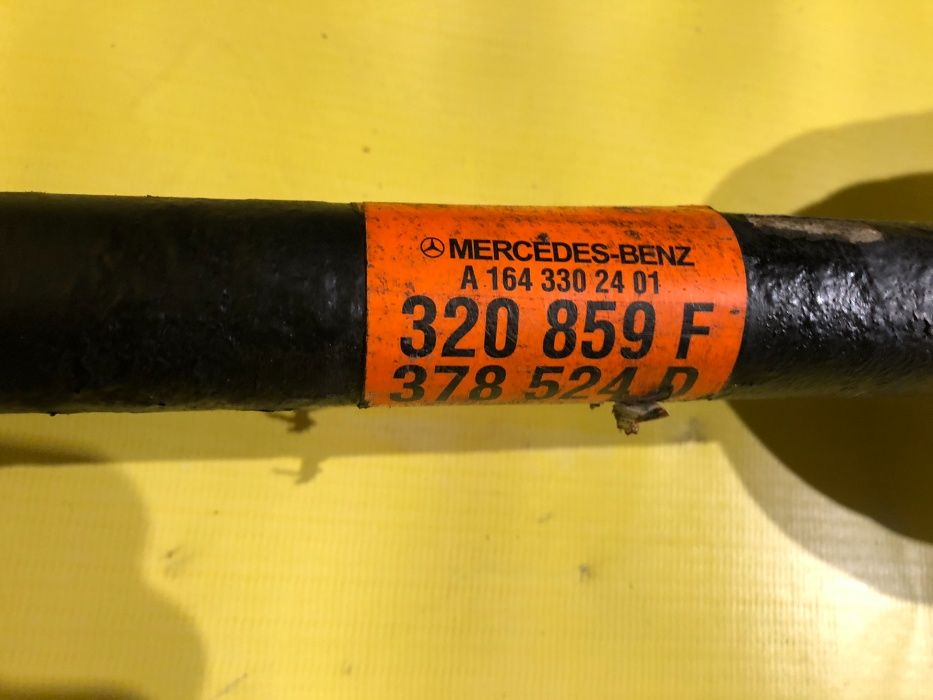 MERCEDES-BENZ
A 164 330 24 01
320 859 F
378 524 D